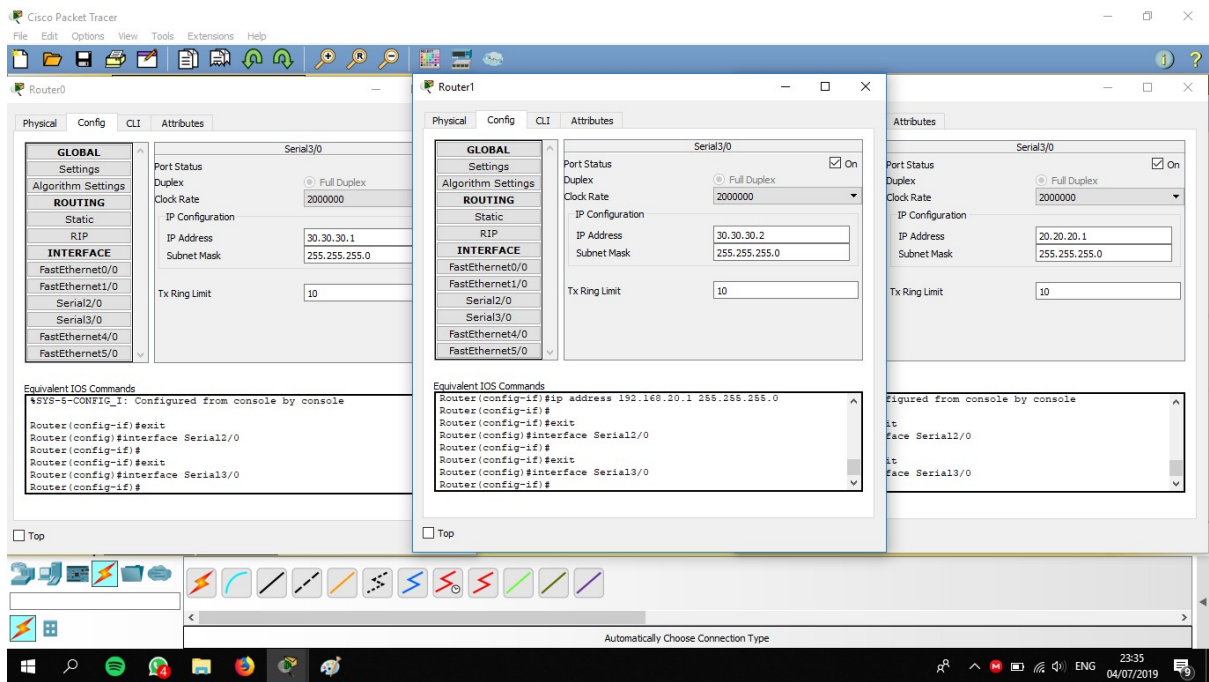 Cisco Packet Tracer
File Edit Options View Tools Extensions Help
Router0
Physical Config CLI Attributes
GLOBAL
Settings
Algorithm Settings
ROUTING
Static
RIP
INTERFACE
FastEthernet0/0
FastEthernet1/0
Serial2/0
Serial3/0
FastEthernet4/0
FastEthernet5/0
Serial3/0
Port Status
Duplex Full Duplex
Clock Rate 2000000
IP Configuration
IP Address 30.30.30.1
Subnet Mask 255.255.255.0
Tx Ring Limit 10
Equivalent IOS Commands
%SYS-5-CONFIG_I: Configured from console by console
Router(config-if)#exit
Router(config)#interface Serial2/0
Router(config-if)#
Router(config-if)#exit
Router(config)#interface Serial3/0
Router(config-if)#
Top
Router1
Physical Config CLI Attributes
GLOBAL
Settings
Algorithm Settings
ROUTING
Static
RIP
INTERFACE
FastEthernet0/0
FastEthernet1/0
Serial2/0
Serial3/0
FastEthernet4/0
FastEthernet5/0
Serial3/0
Port Status On
Duplex Full Duplex
Clock Rate 2000000
IP Configuration
IP Address 30.30.30.2
Subnet Mask 255.255.255.0
Tx Ring Limit 10
Equivalent IOS Commands
Router(config-if)#ip address 192.168.20.1 255.255.255.0
Router(config-if)#
Router(config-if)#exit
Router(config)#interface Serial2/0
Router(config-if)#
Router(config-if)#exit
Router(config)#interface Serial3/0
Router(config-if)#
Top
Attributes
Serial3/0
Port Status On
Duplex Full Duplex
Clock Rate 2000000
IP Configuration
IP Address 20.20.20.1
Subnet Mask 255.255.255.0
Tx Ring Limit 10
figured from console by console
it
face Serial2/0
it
face Serial3/0
Automatically Choose Connection Type
ENG
23:35
04/07/2019